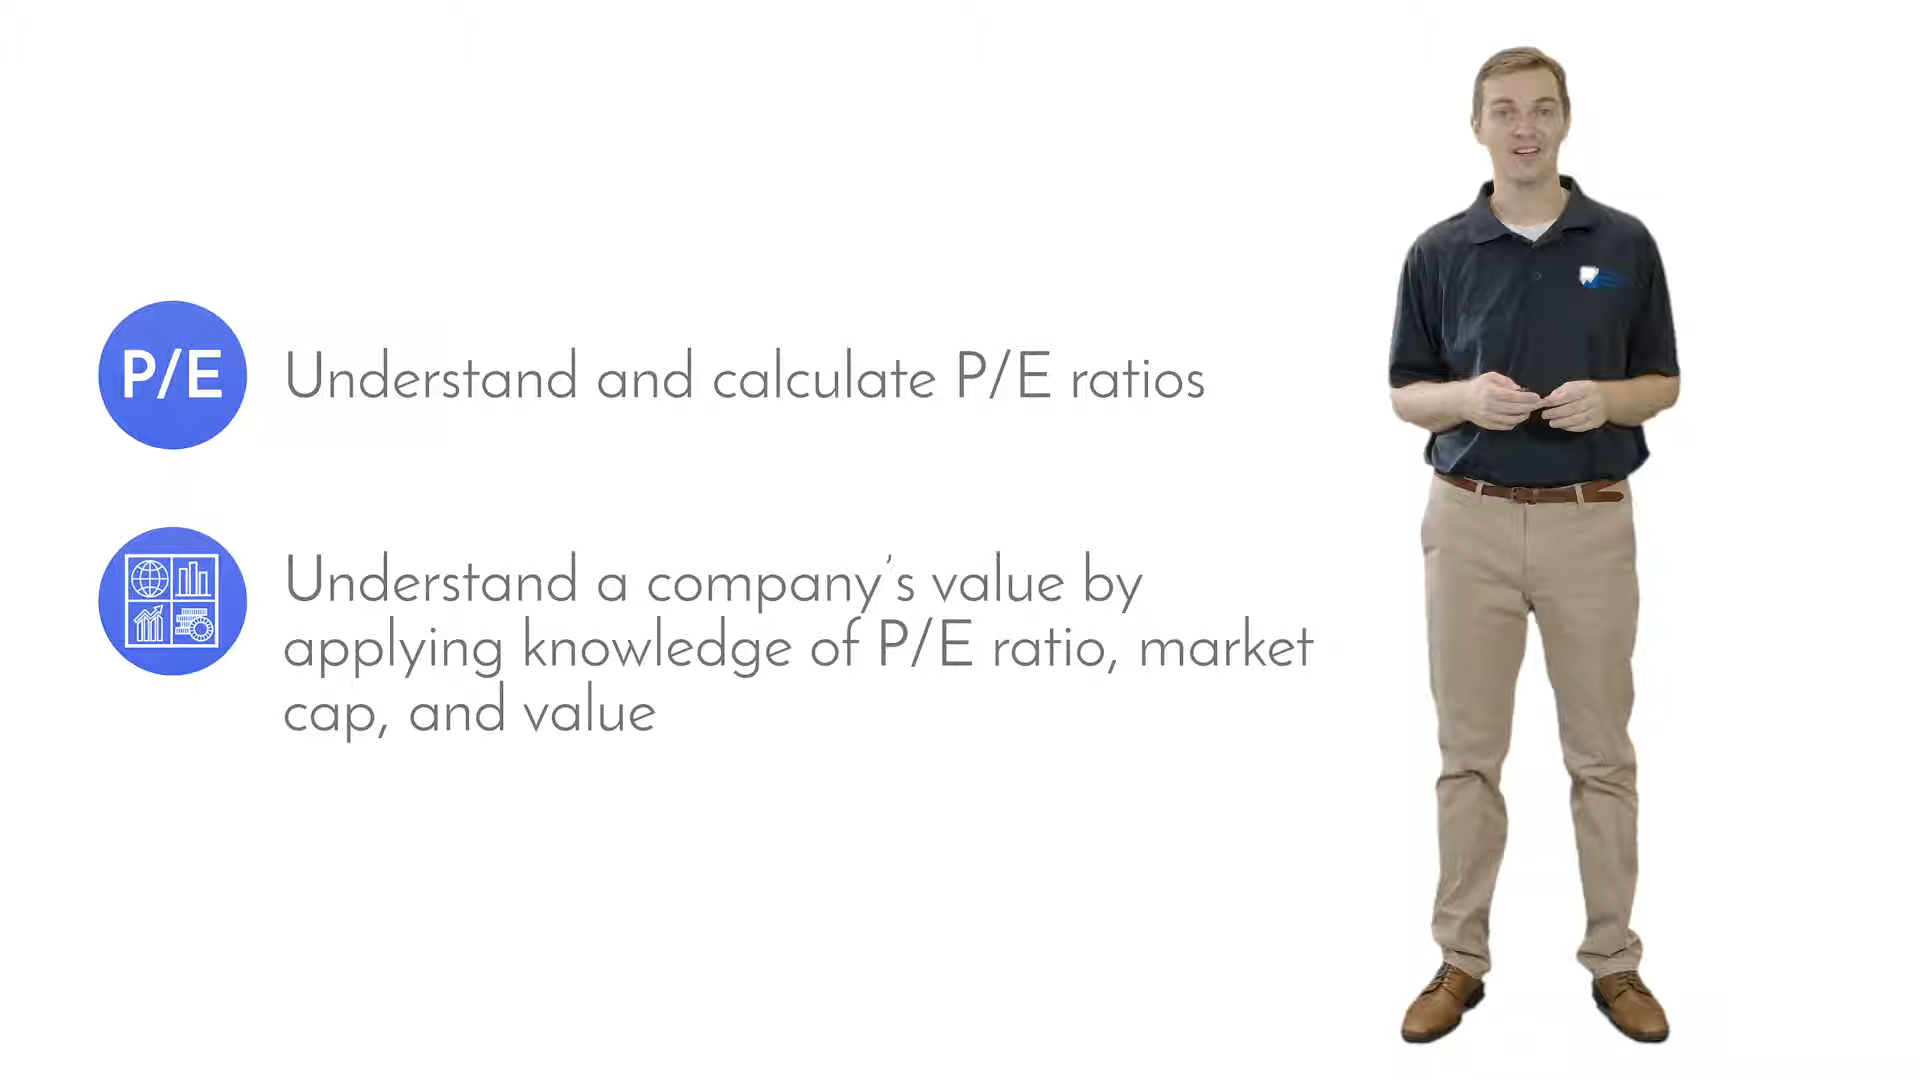 P/E
Understand and calculate P/E ratios
Understand a company's value by
applying knowledge of P/E ratio, market
cap, and value